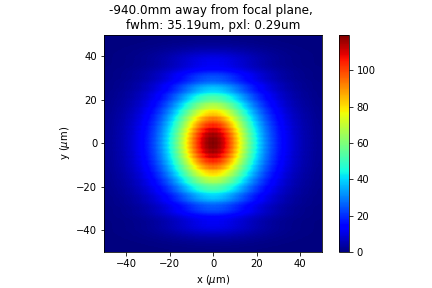 -940.0mm away from focal plane,
fwhm: 35.19um, pxl: 0.29um
40
20
0
−20
−40
y (μm)
−40 −20 0 20 40
x (μm)
100
80
60
40
20
0